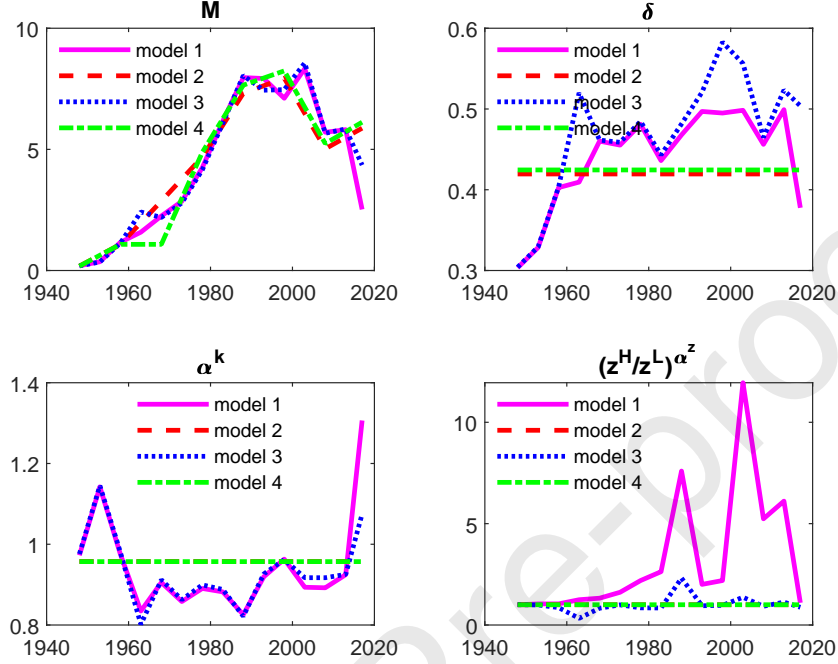 M
10
5
0
1940 1960 1980 2000 2020
model 1
model 2
model 3
model 4
δ
0.6
0.5
0.4
0.3
1940 1960 1980 2000 2020
model 1
model 2
model 3
model 4
α^k
1.4
1.2
1
0.8
1940 1960 1980 2000 2020
model 1
model 2
model 3
model 4
(z^H/z^L)^α^z
10
5
0
1940 1960 1980 2000 2020
model 1
model 2
model 3
model 4
Pre-proo